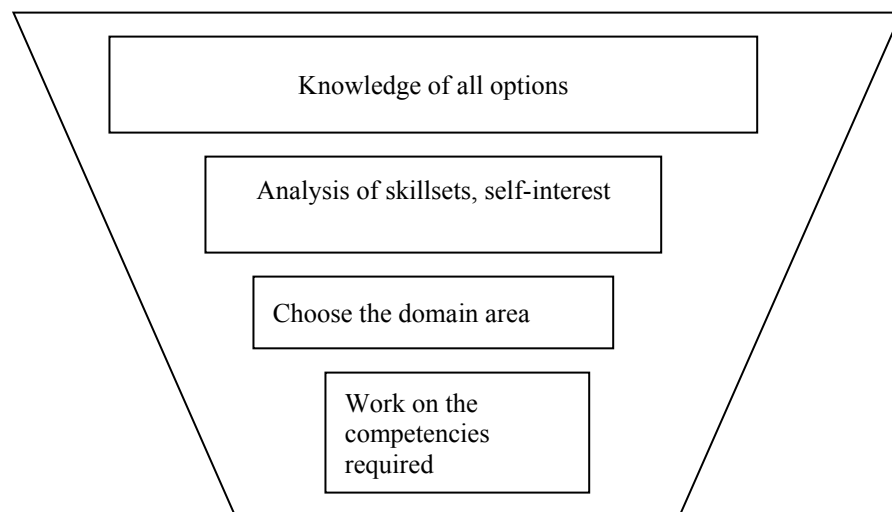 Knowledge of all options
Analysis of skillsets, self-interest
Choose the domain area
Work on the
competencies
required